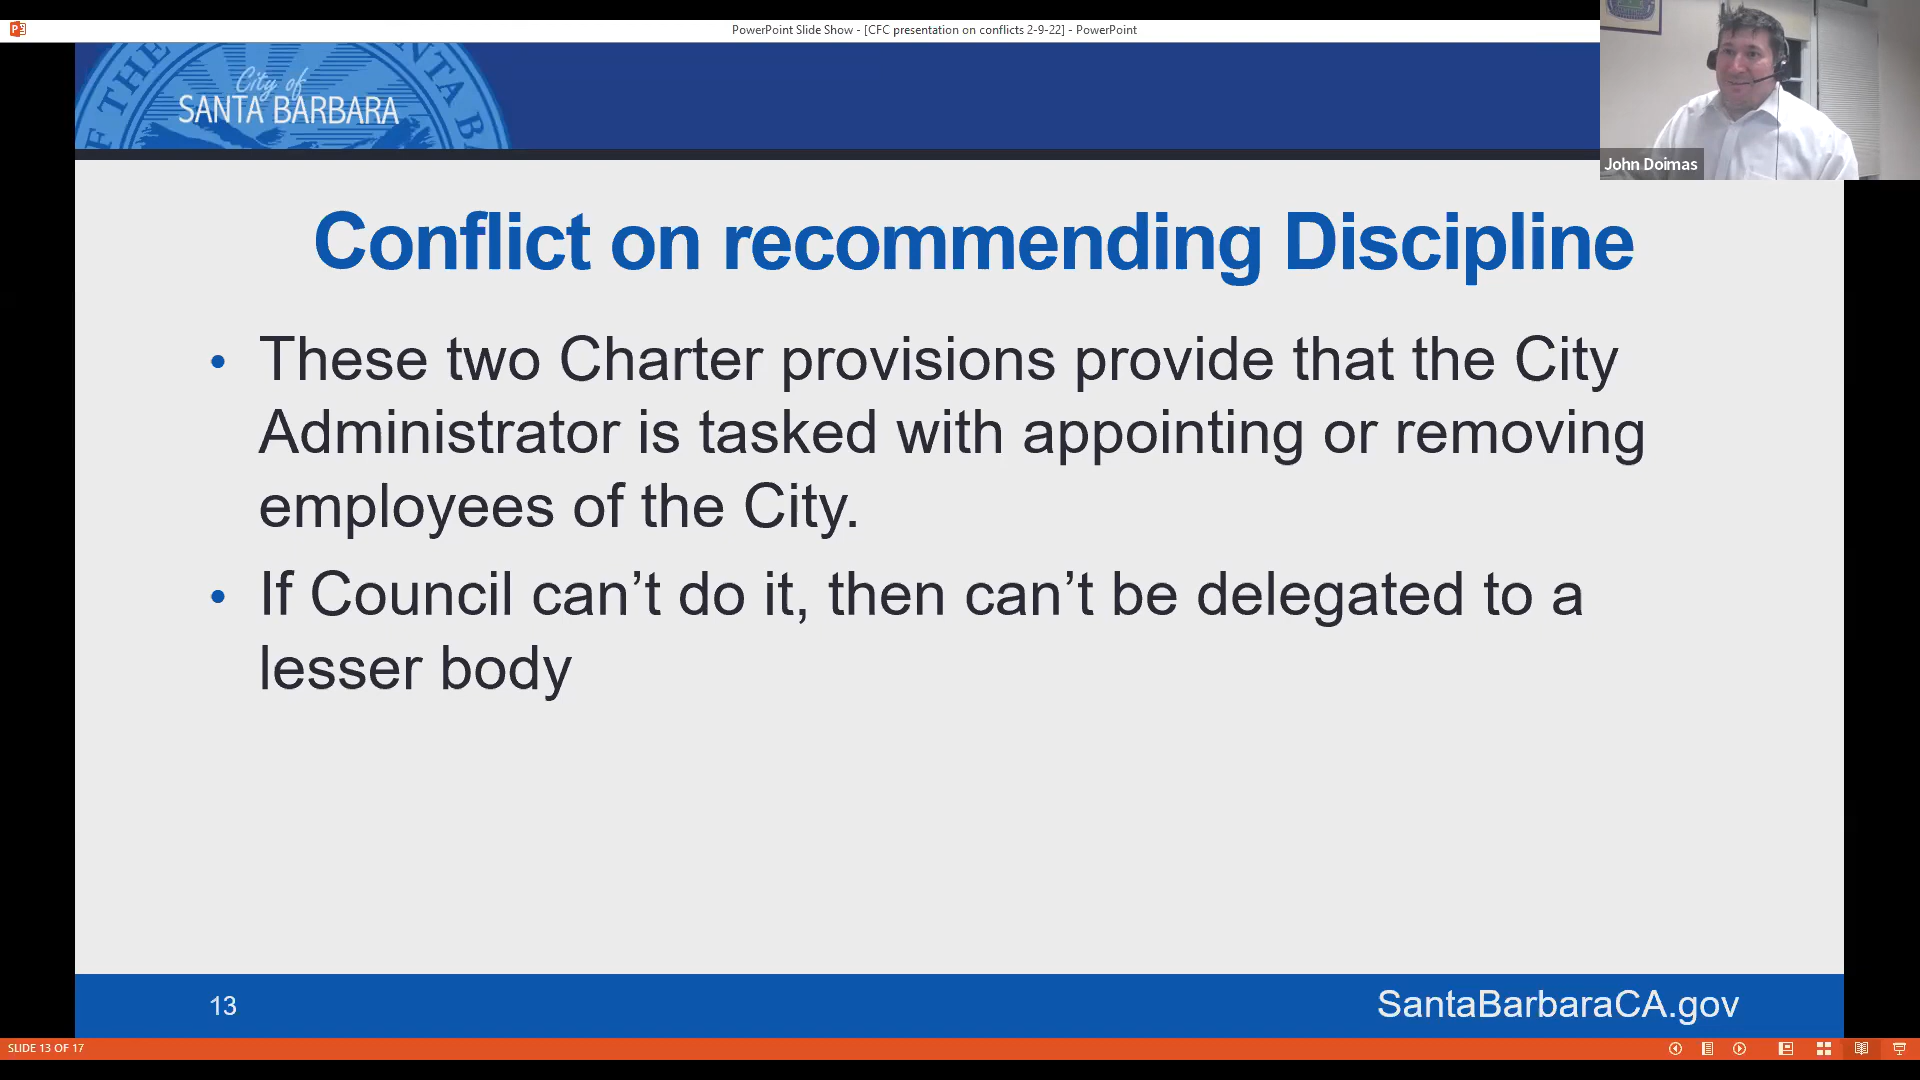 PowerPoint Slide Show - [CFC presentation on conflicts 2-9-22] - PowerPoint
OF THE
NTA B
City of
SANTA BARBARA
John Doimas
Conflict on recommending Discipline
• These two Charter provisions provide that the City
Administrator is tasked with appointing or removing
employees of the City.
• If Council can’t do it, then can’t be delegated to a
lesser body
13
SantaBarbaraCA.gov
SLIDE 13 OF 17